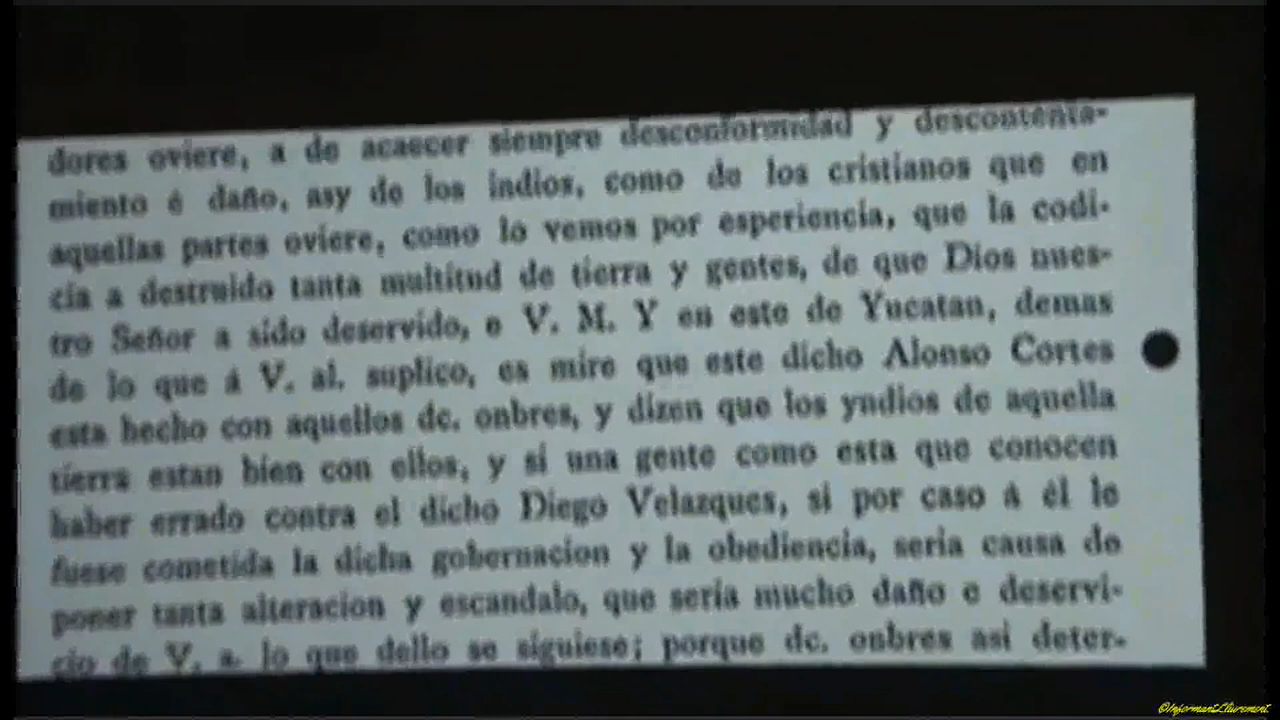 dores oviere, a de acaecer siempre desconformidad y descontenta-
miento é daño, asy de los indios, como de los cristianos que en
aquellas partes oviere, como lo vemos por esperiencia, que la codi-
cia a destruido tanta multitud de tierra y gentes, de que Dios nues-
tro Señor a sido deservido, e V. M. Y en este de Yucatan, demas
de lo que á V. al. suplico, es mire que este dicho Alonso Cortes
esta hecho con aquellos dc. onbres, y dizen que los yndios de aquella
tierra estan bien con ellos, y si una gente como esta que conocen
haber errado contra el dicho Diego Velazques, si por caso á él le
fuese cometida la dicha gobernacion y la obediencia, seria causa de
poner tanta alteracion y escandalo, que seria mucho daño e deservi-
cio de V. a. lo que dello se siguiese; porque dc. onbres asi deter-
©InformantLliurement